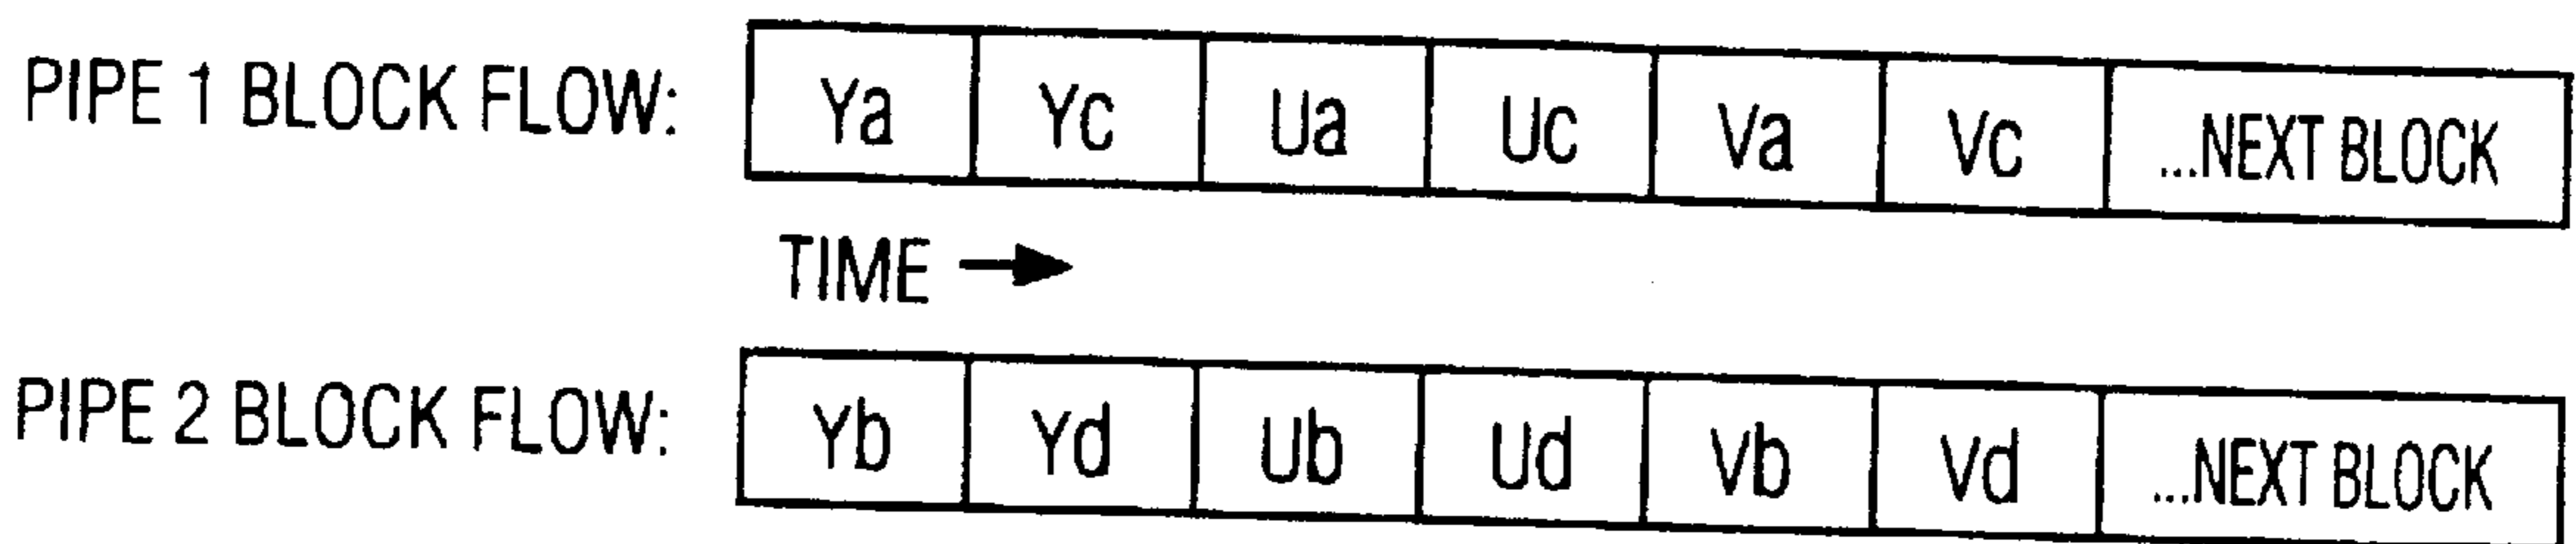 PIPE 1 BLOCK FLOW: Ya Yc Ua Uc Va Vc ...NEXT BLOCK
TIME
PIPE 2 BLOCK FLOW: Yb Yd Ub Ud Vb Vd ...NEXT BLOCK